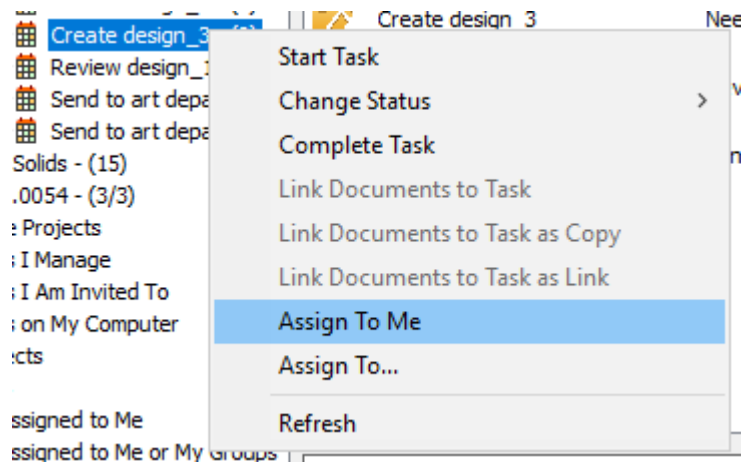 Create design_3
Create design_3
Review design_
Send to art depa
Send to art depa
Solids - (15)
.0054 - (3/3)
Projects
I Manage
I Am Invited To
on My Computer
ects
ssigned to Me
ssigned to Me or My Groups
Start Task
Change Status
Complete Task
Link Documents to Task
Link Documents to Task as Copy
Link Documents to Task as Link
Assign To Me
Assign To...
Refresh
Nee